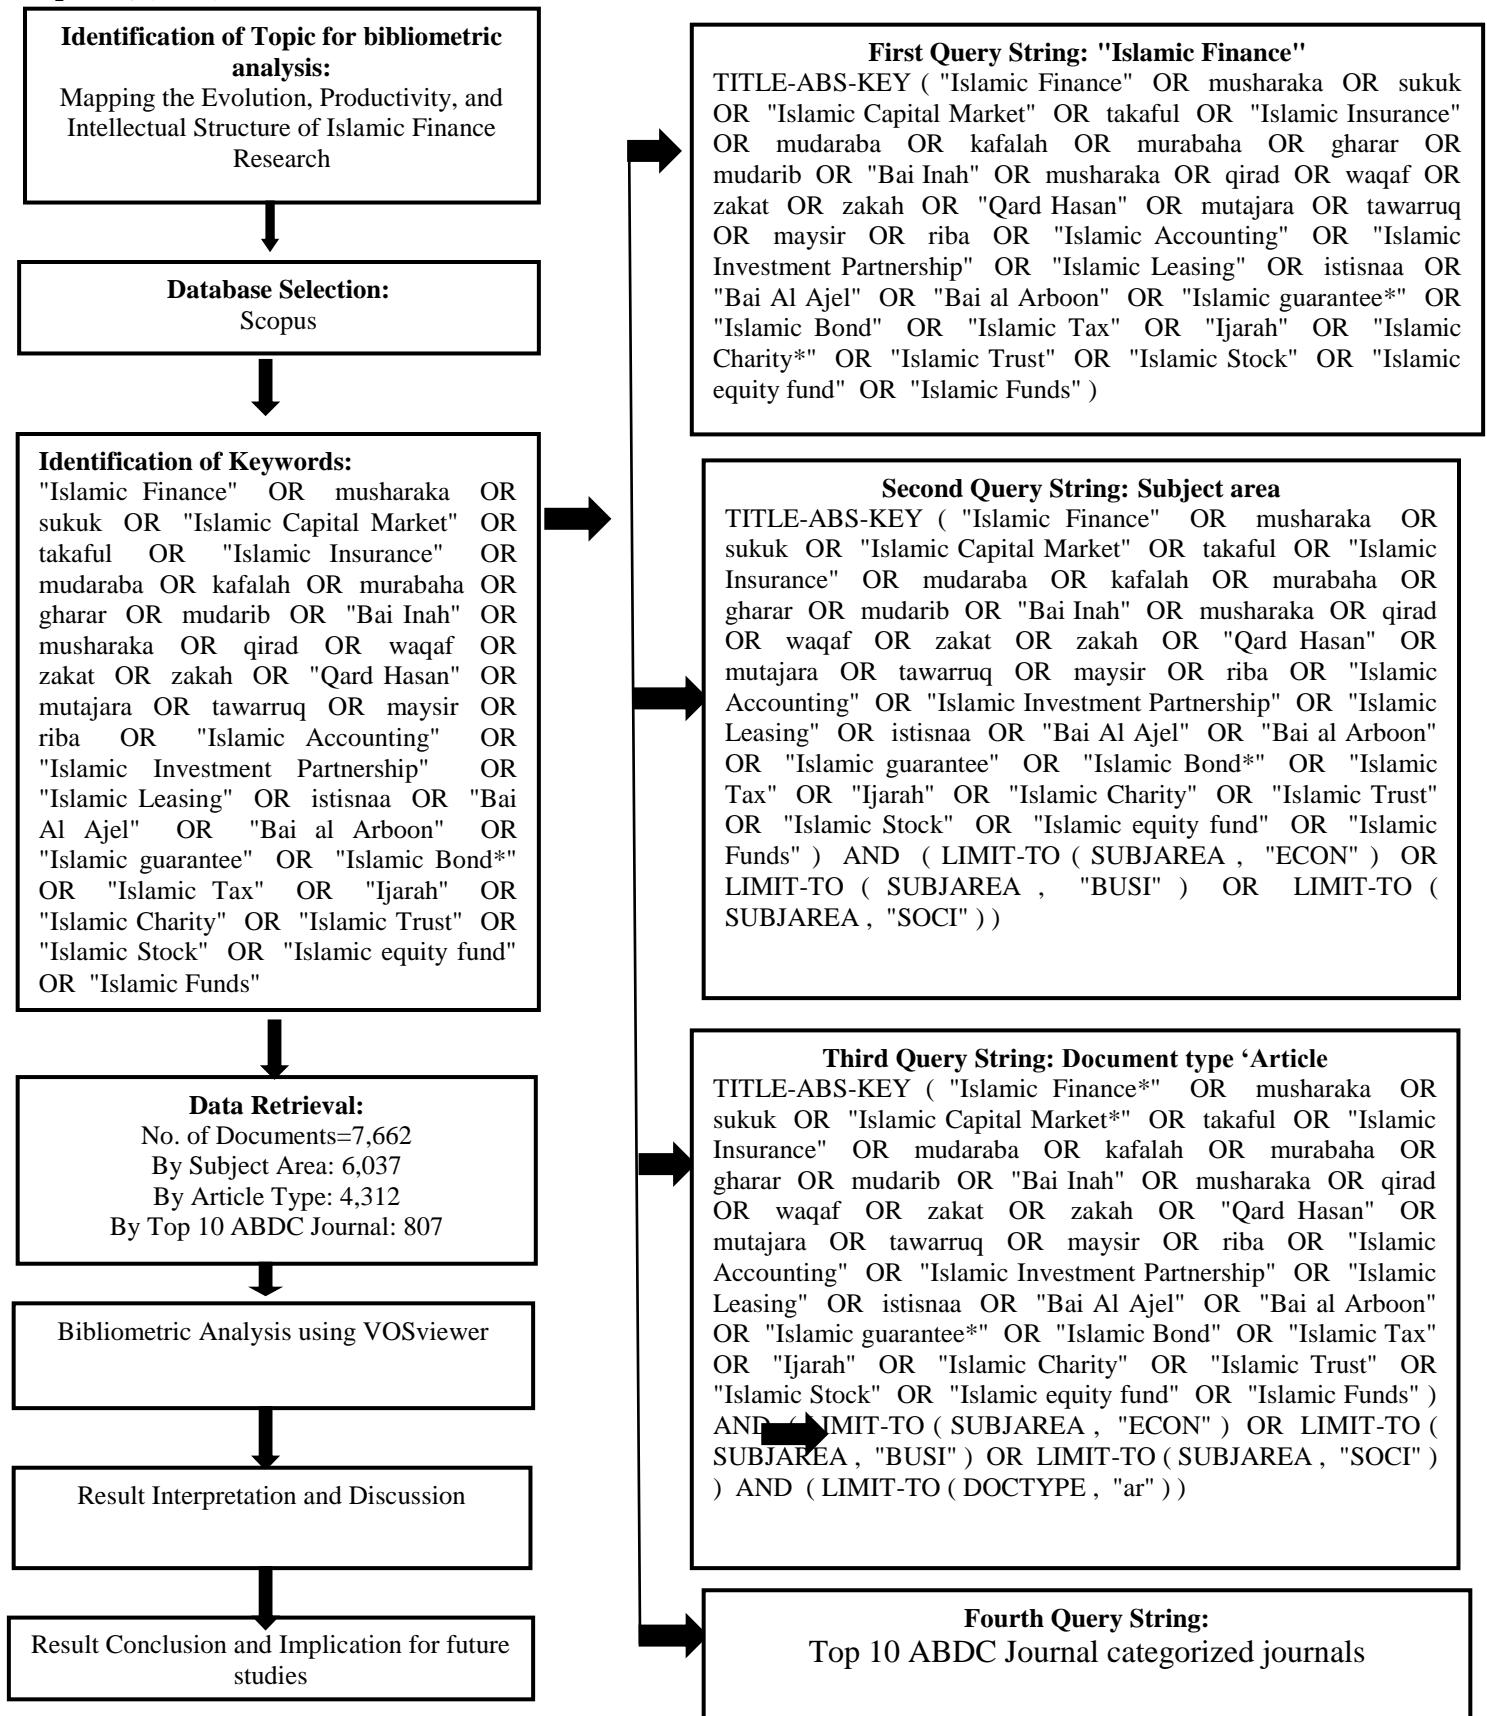 Identification of Topic for bibliometric
analysis:
Mapping the Evolution, Productivity, and
Intellectual Structure of Islamic Finance
Research
Database Selection:
Scopus
Identification of Keywords:
"Islamic Finance" OR musharaka OR
sukuk OR "Islamic Capital Market" OR
takaful OR "Islamic Insurance" OR
mudaraba OR kafalah OR murabaha OR
gharar OR mudarib OR "Bai Inah" OR
musharaka OR qirad OR waqaf OR
zakat OR zakah OR "Qard Hasan" OR
mutajara OR tawarruq OR maysir OR
riba OR "Islamic Accounting" OR
"Islamic Investment Partnership" OR
"Islamic Leasing" OR istisnaa OR "Bai
Al Ajel" OR "Bai al Arboon" OR
"Islamic guarantee" OR "Islamic Bond*"
OR "Islamic Tax" OR "Ijarah" OR
"Islamic Charity" OR "Islamic Trust" OR
"Islamic Stock" OR "Islamic equity fund"
OR "Islamic Funds"
Data Retrieval:
No. of Documents=7,662
By Subject Area: 6,037
By Article Type: 4,312
By Top 10 ABDC Journal: 807
Bibliometric Analysis using VOSviewer
Result Interpretation and Discussion
Result Conclusion and Implication for future
studies
First Query String: "Islamic Finance"
TITLE-ABS-KEY ( "Islamic Finance" OR musharaka OR sukuk
OR "Islamic Capital Market" OR takaful OR "Islamic Insurance"
OR mudaraba OR kafalah OR murabaha OR gharar OR
mudarib OR "Bai Inah" OR musharaka OR qirad OR waqaf OR
zakat OR zakah OR "Qard Hasan" OR mutajara OR tawarruq
OR maysir OR riba OR "Islamic Accounting" OR "Islamic
Investment Partnership" OR "Islamic Leasing" OR istisnaa OR
"Bai Al Ajel" OR "Bai al Arboon" OR "Islamic guarantee*" OR
"Islamic Bond" OR "Islamic Tax" OR "Ijarah" OR "Islamic
Charity*" OR "Islamic Trust" OR "Islamic Stock" OR "Islamic
equity fund" OR "Islamic Funds" )
Second Query String: Subject area
TITLE-ABS-KEY ( "Islamic Finance" OR musharaka OR
sukuk OR "Islamic Capital Market" OR takaful OR "Islamic
Insurance" OR mudaraba OR kafalah OR murabaha OR
gharar OR mudarib OR "Bai Inah" OR musharaka OR qirad
OR waqaf OR zakat OR zakah OR "Qard Hasan" OR
mutajara OR tawarruq OR maysir OR riba OR "Islamic
Accounting" OR "Islamic Investment Partnership" OR "Islamic
Leasing" OR istisnaa OR "Bai Al Ajel" OR "Bai al Arboon"
OR "Islamic guarantee" OR "Islamic Bond*" OR "Islamic
Tax" OR "Ijarah" OR "Islamic Charity" OR "Islamic Trust"
OR "Islamic Stock" OR "Islamic equity fund" OR "Islamic
Funds" ) AND ( LIMIT-TO ( SUBJAREA , "ECON" ) OR
LIMIT-TO ( SUBJAREA , "BUSI" ) OR LIMIT-TO (
SUBJAREA , "SOCI" ) )
Third Query String: Document type ‘Article
TITLE-ABS-KEY ( "Islamic Finance*" OR musharaka OR
sukuk OR "Islamic Capital Market*" OR takaful OR "Islamic
Insurance" OR mudaraba OR kafalah OR murabaha OR
gharar OR mudarib OR "Bai Inah" OR musharaka OR qirad
OR waqaf OR zakat OR zakah OR "Qard Hasan" OR
mutajara OR tawarruq OR maysir OR riba OR "Islamic
Accounting" OR "Islamic Investment Partnership" OR "Islamic
Leasing" OR istisnaa OR "Bai Al Ajel" OR "Bai al Arboon"
OR "Islamic guarantee*" OR "Islamic Bond" OR "Islamic Tax"
OR "Ijarah" OR "Islamic Charity" OR "Islamic Trust" OR
"Islamic Stock" OR "Islamic equity fund" OR "Islamic Funds" )
AND ( LIMIT-TO ( SUBJAREA , "ECON" ) OR LIMIT-TO (
SUBJAREA , "BUSI" ) OR LIMIT-TO ( SUBJAREA , "SOCI" )
) AND ( LIMIT-TO ( DOCTYPE , "ar" ) )
Fourth Query String:
Top 10 ABDC Journal categorized journals